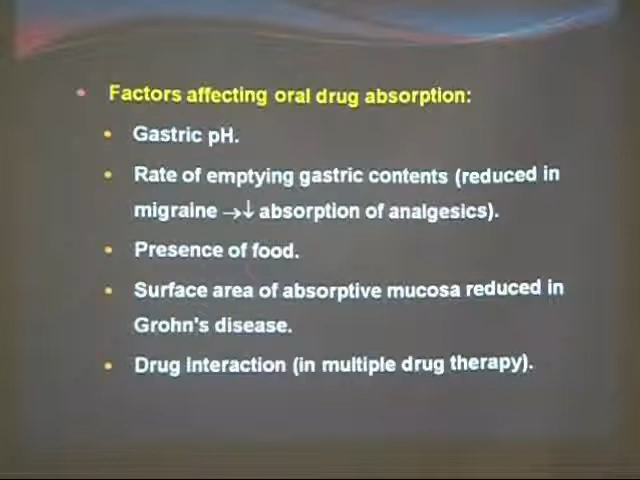 Factors affecting oral drug absorption:
Gastric pH.
Rate of emptying gastric contents (reduced in
migraine →↓ absorption of analgesics).
Presence of food.
Surface area of absorptive mucosa reduced in
Grohn's disease.
Drug interaction (in multiple drug therapy).